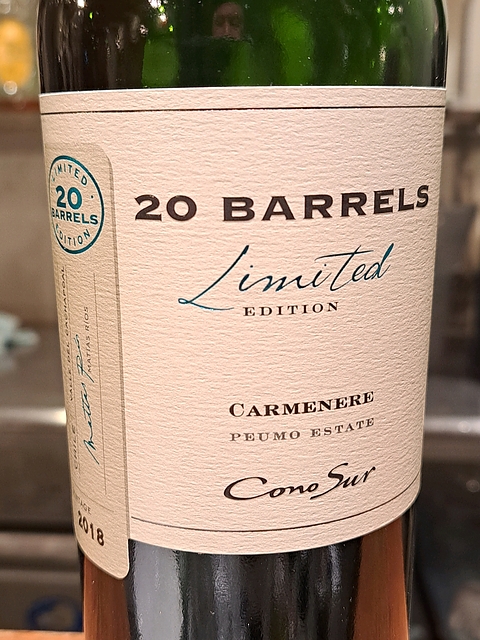 LIMITED
20
BARRELS
EDITION
20 BARRELS
Limited
EDITION
CARMENERE
PEUMO ESTATE
Cono Sur
MATÍAS RÍOS
2018